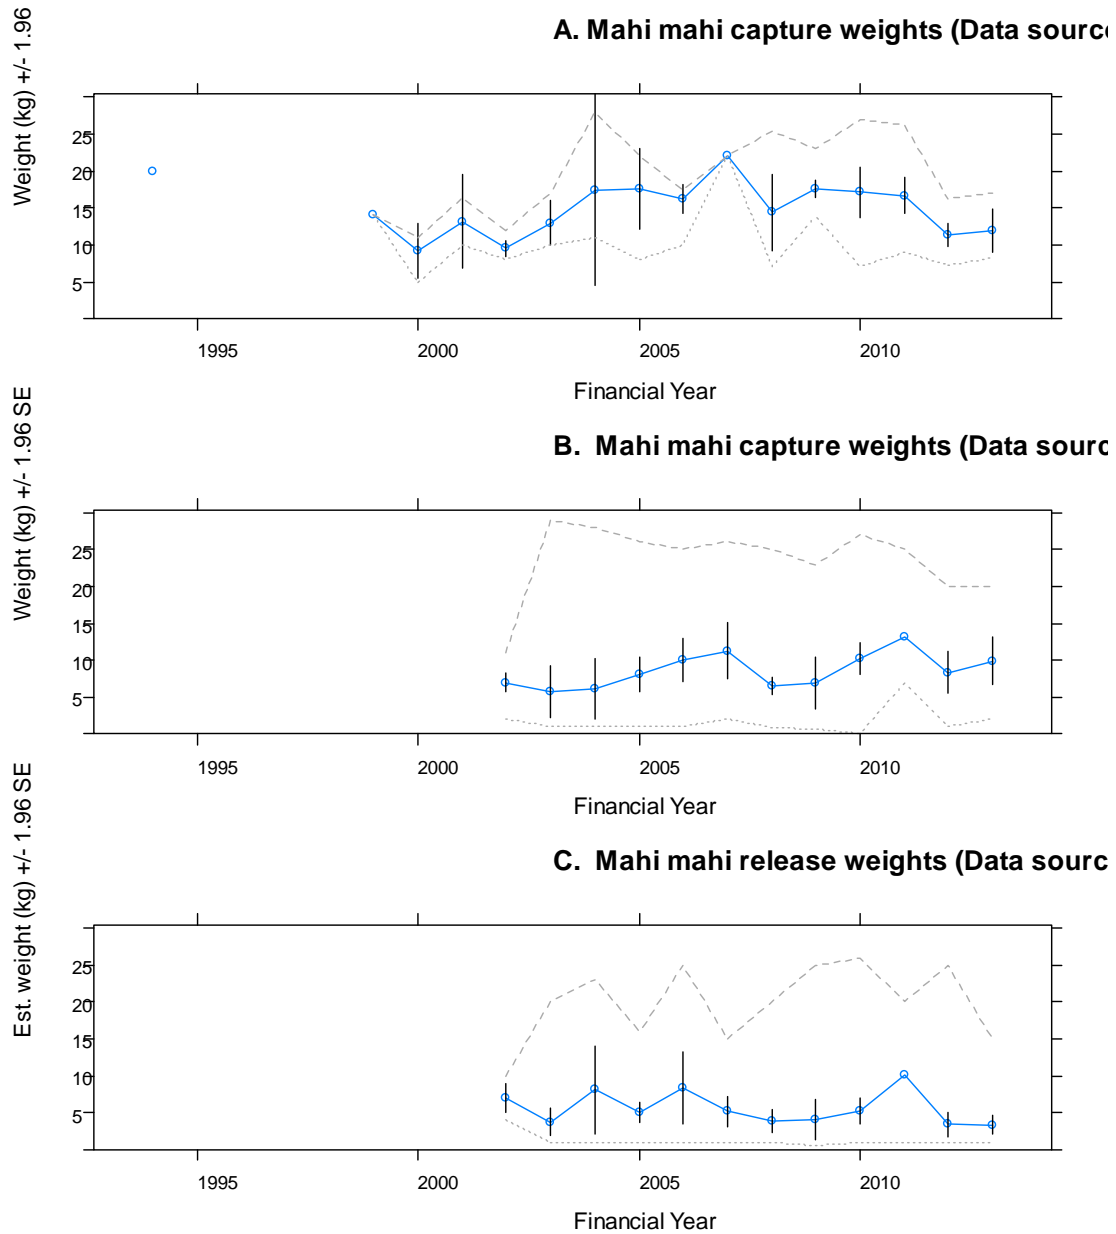 A. Mahi mahi capture weights (Data source
Weight (kg) +/- 1.96
25
20
15
10
5
1995 2000 2005 2010
Financial Year
B. Mahi mahi capture weights (Data sourc
Weight (kg) +/- 1.96 SE
25
20
15
10
5
1995 2000 2005 2010
Financial Year
C. Mahi mahi release weights (Data sourc
Est. weight (kg) +/- 1.96 SE
25
20
15
10
5
1995 2000 2005 2010
Financial Year